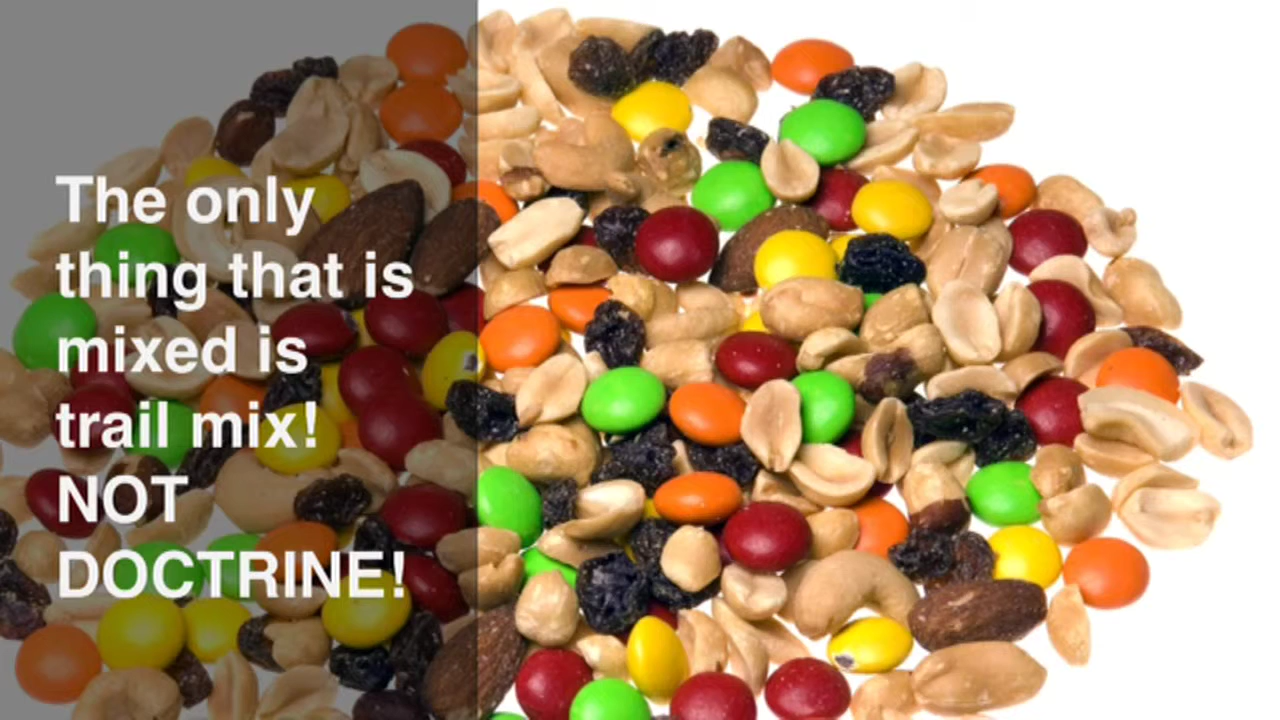 The only
thing that is
mixed is
trail mix!
NOT
DOCTRINE!